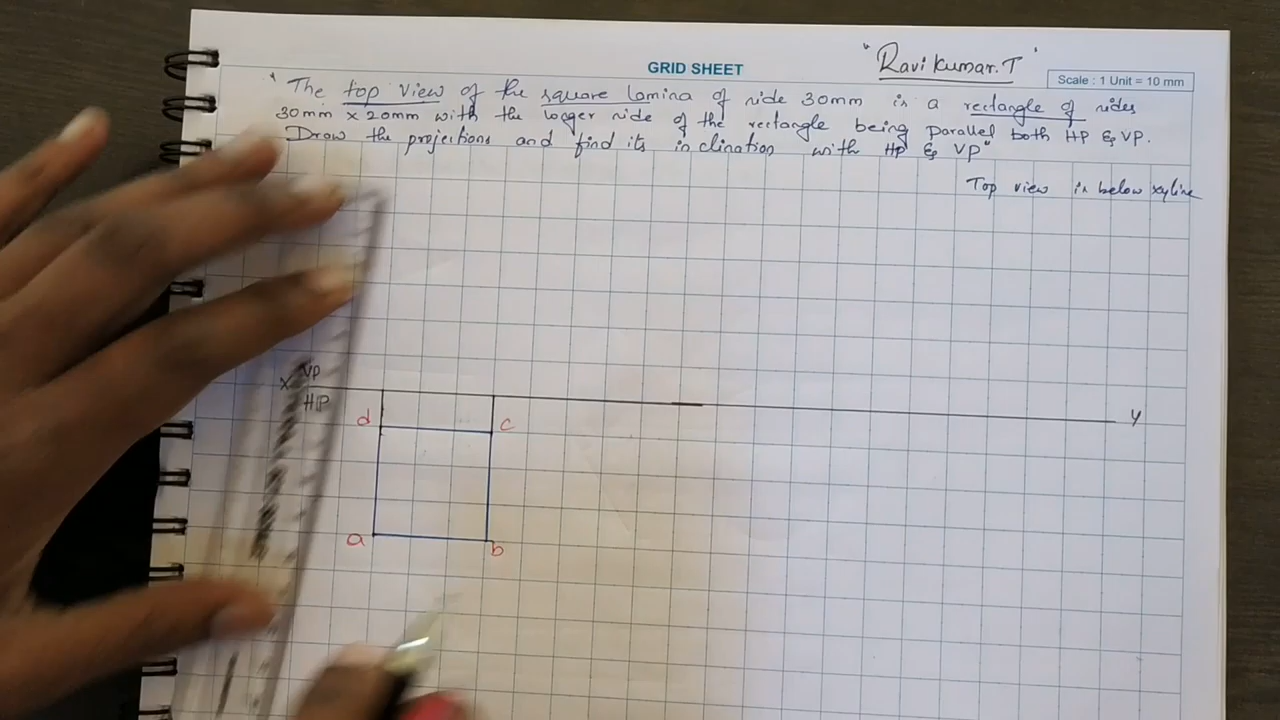 GRID SHEET
"Ravi kumar. T"
Scale : 1 Unit = 10 mm
" The top view of the square lamina of side 30mm is a rectangle of sides
30mm x 20mm with the longer side of the rectangle being parallel both HP & VP.
Draw the projections and find its inclination with HP & VP"
Top view is below xy line
X VP
HP
Y
d c
a b